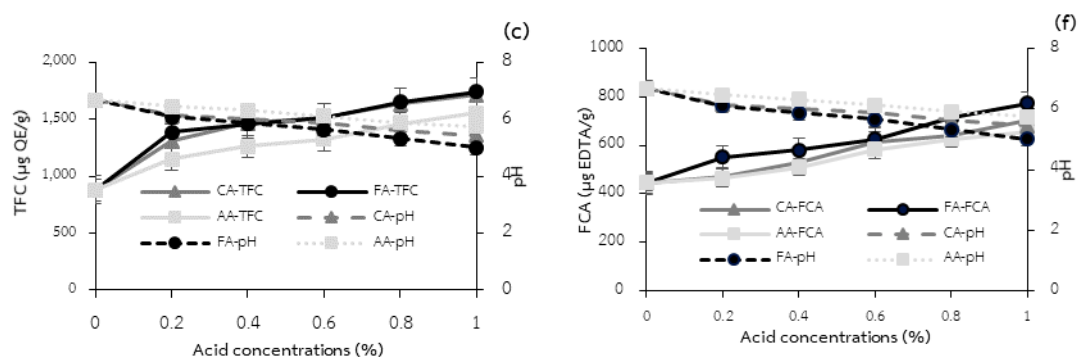 (c)
2,000
1,500
1,000
500
0
TFC (µg QE/g)
8
6
4
2
0
pH
CA-TFC FA-TFC
AA-TFC CA-pH
FA-pH AA-pH
0 0.2 0.4 0.6 0.8 1
Acid concentrations (%)
(f)
1000
800
600
400
200
0
FCA (µg EDTA/g)
8
6
4
2
0
pH
CA-FCA FA-FCA
AA-FCA CA-pH
FA-pH AA-pH
0 0.2 0.4 0.6 0.8 1
Acid concentrations (%)